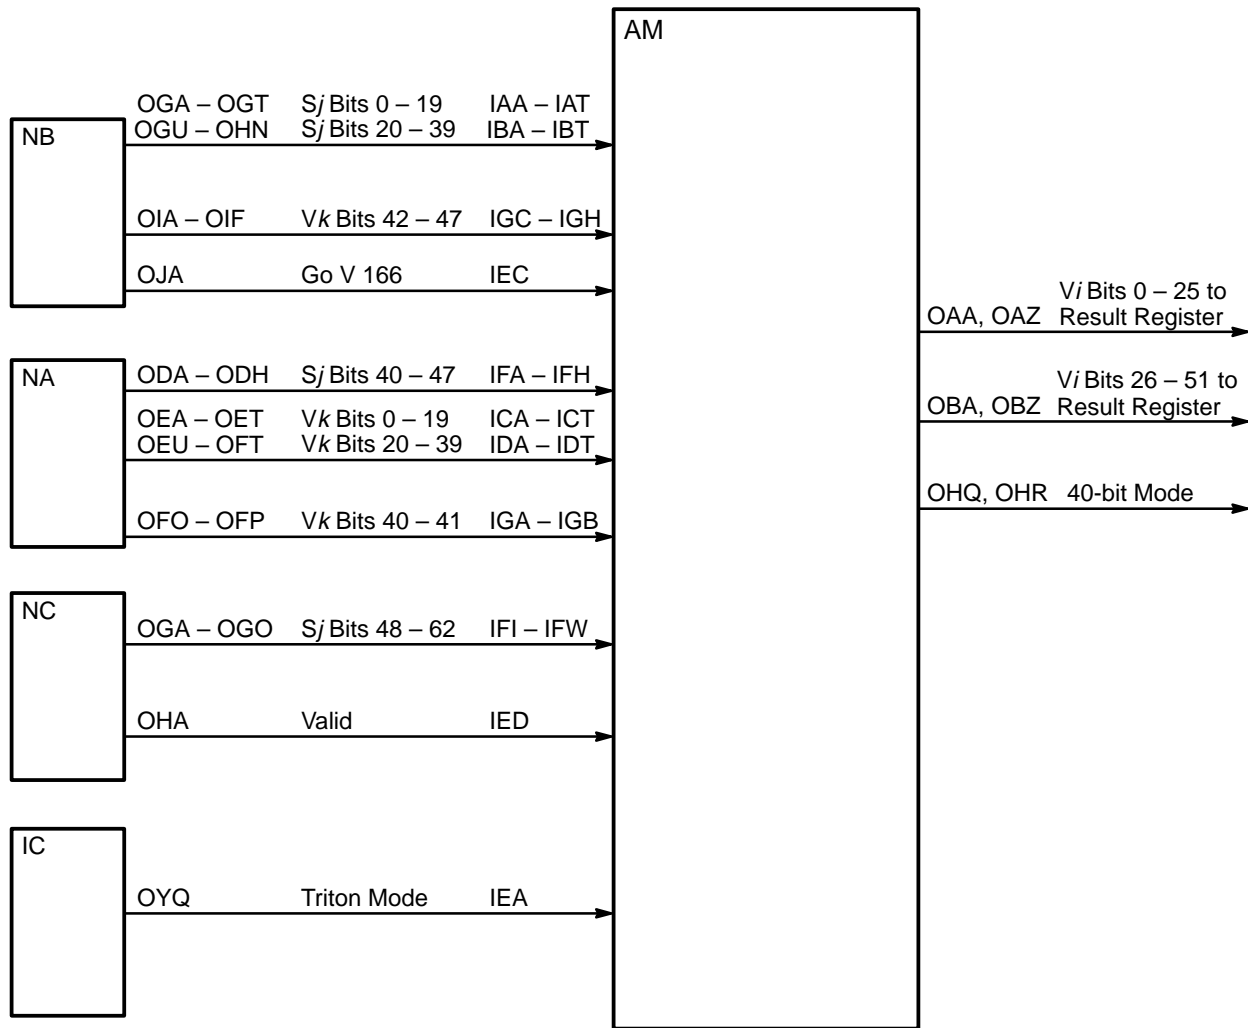 AM
NB
OGA – OGT Sj Bits 0 – 19 IAA – IAT
OGU – OHN Sj Bits 20 – 39 IBA – IBT
OIA – OIF Vk Bits 42 – 47 IGC – IGH
OJA Go V 166 IEC
NA
ODA – ODH Sj Bits 40 – 47 IFA – IFH
OEA – OET Vk Bits 0 – 19 ICA – ICT
OEU – OFT Vk Bits 20 – 39 IDA – IDT
OFO – OFP Vk Bits 40 – 41 IGA – IGB
NC
OGA – OGO Sj Bits 48 – 62 IFI – IFW
OHA Valid IED
IC
OYQ Triton Mode IEA
Vi Bits 0 – 25 to
OAA, OAZ Result Register
Vi Bits 26 – 51 to
OBA, OBZ Result Register
OHQ, OHR 40-bit Mode